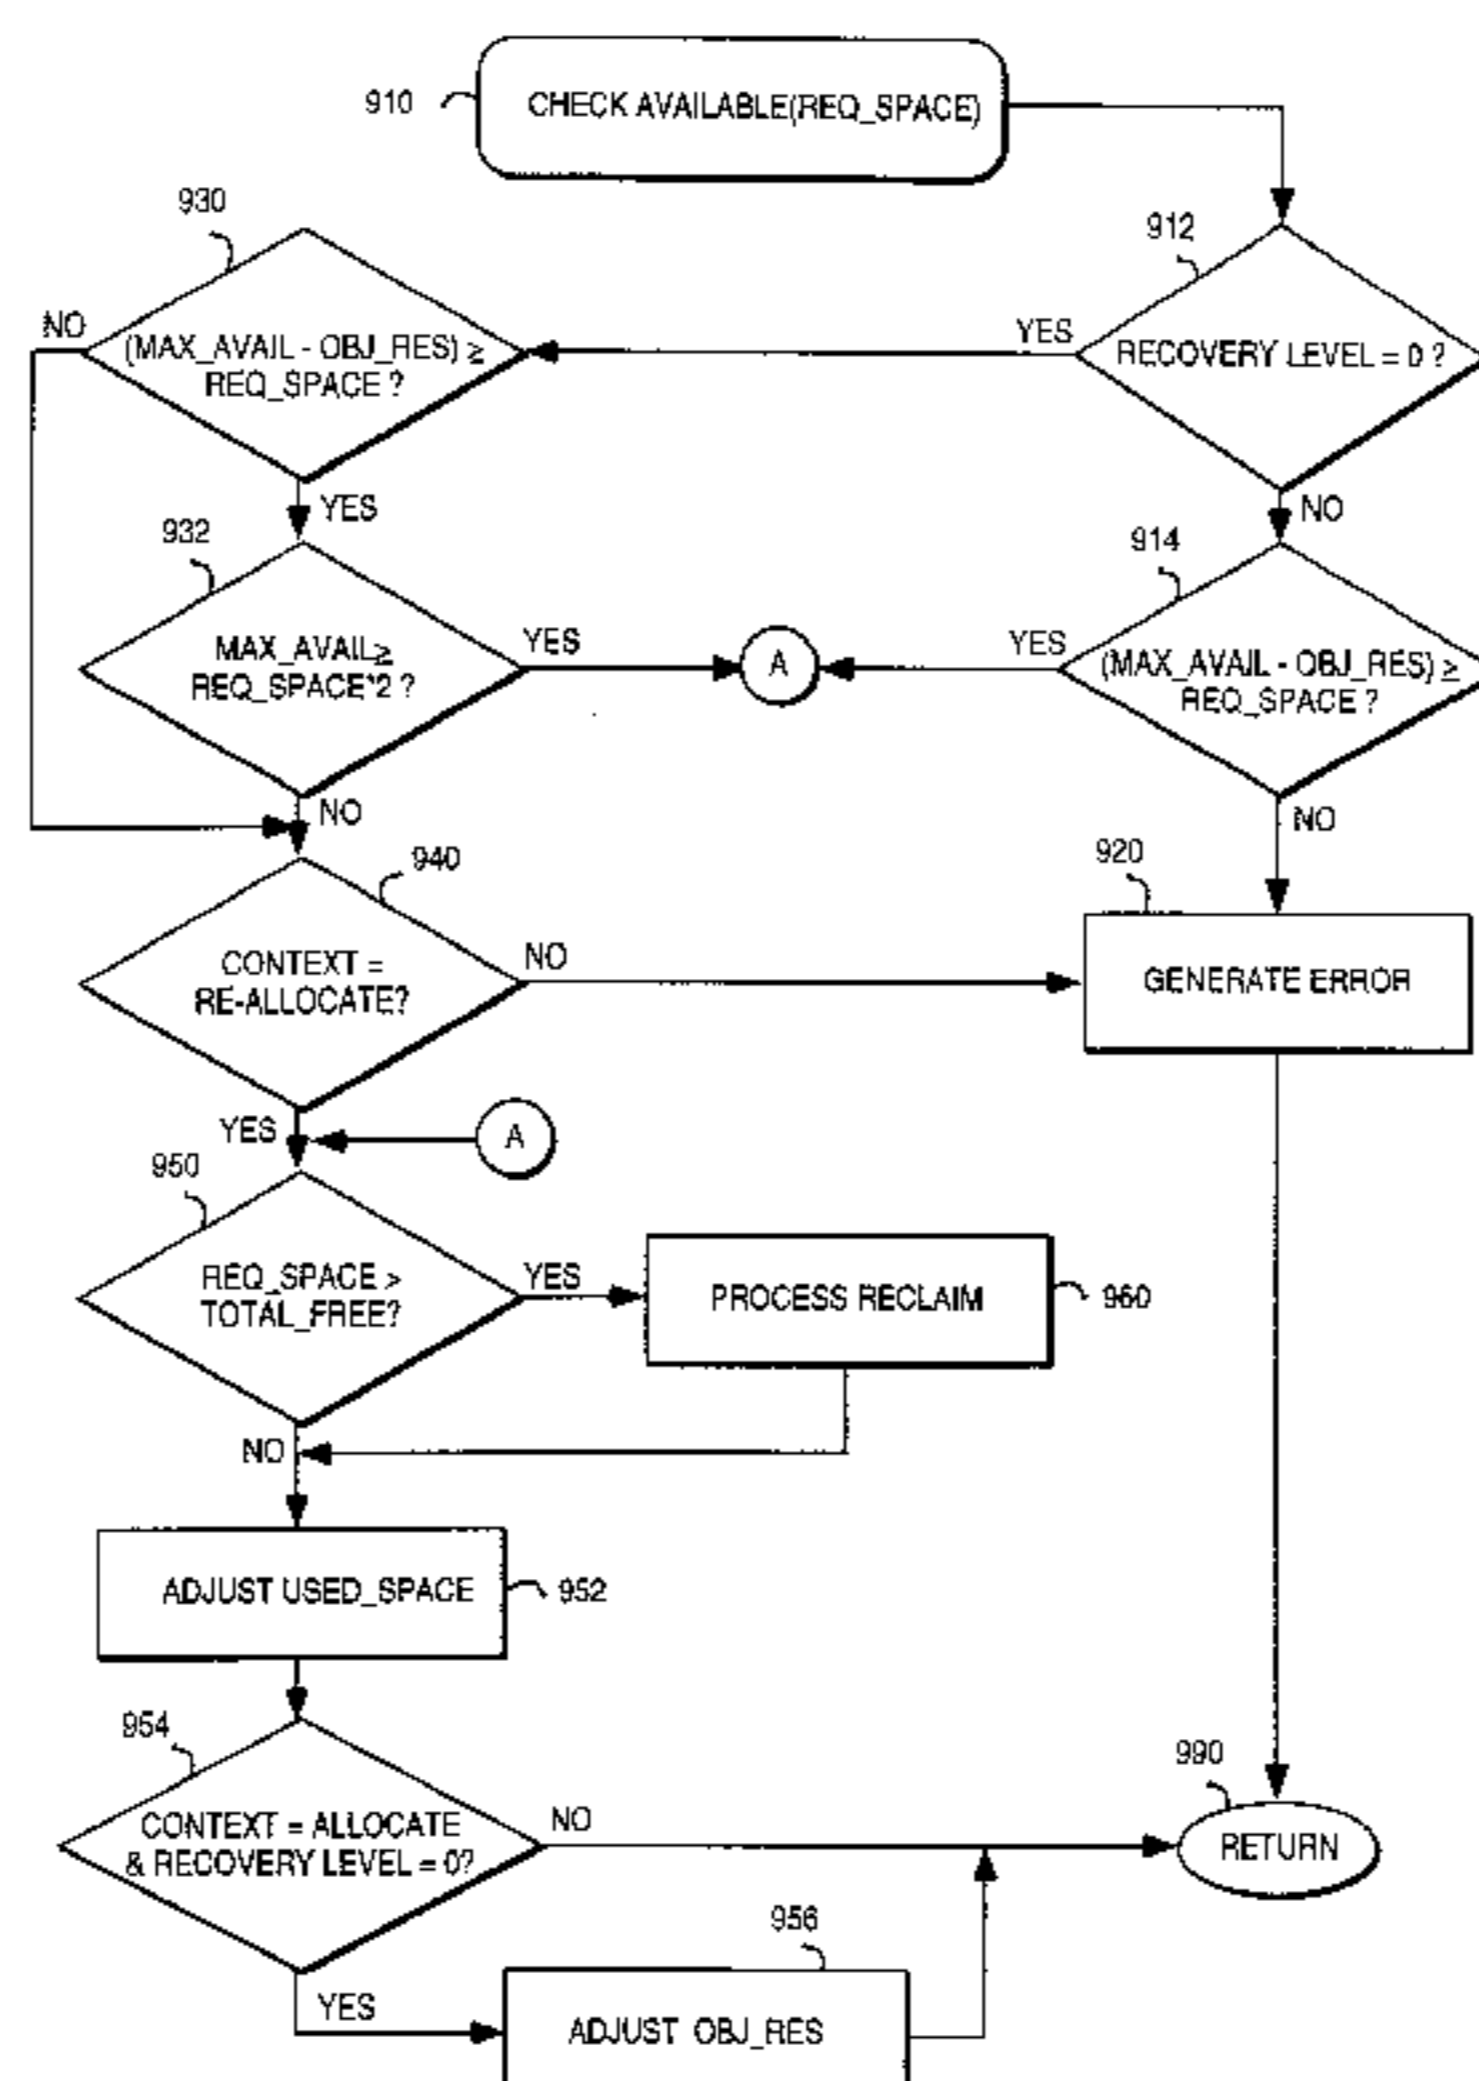 910
CHECK AVAILABLE(REQ_SPACE)
930
912
NO
(MAX_AVAIL - OBJ_RES) ≥
REQ_SPACE ?
YES
RECOVERY LEVEL = 0 ?
YES
NO
932
914
MAX_AVAIL≥
REQ_SPACE*2 ?
YES
A
YES
(MAX_AVAIL - OBJ_RES) ≥
REQ_SPACE ?
NO
NO
940
920
CONTEXT =
RE-ALLOCATE?
NO
GENERATE ERROR
YES
A
950
REQ_SPACE >
TOTAL_FREE?
YES
PROCESS RECLAIM
960
NO
ADJUST USED_SPACE
952
954
990
CONTEXT = ALLOCATE
& RECOVERY LEVEL = 0?
NO
RETURN
956
YES
ADJUST OBJ_RES